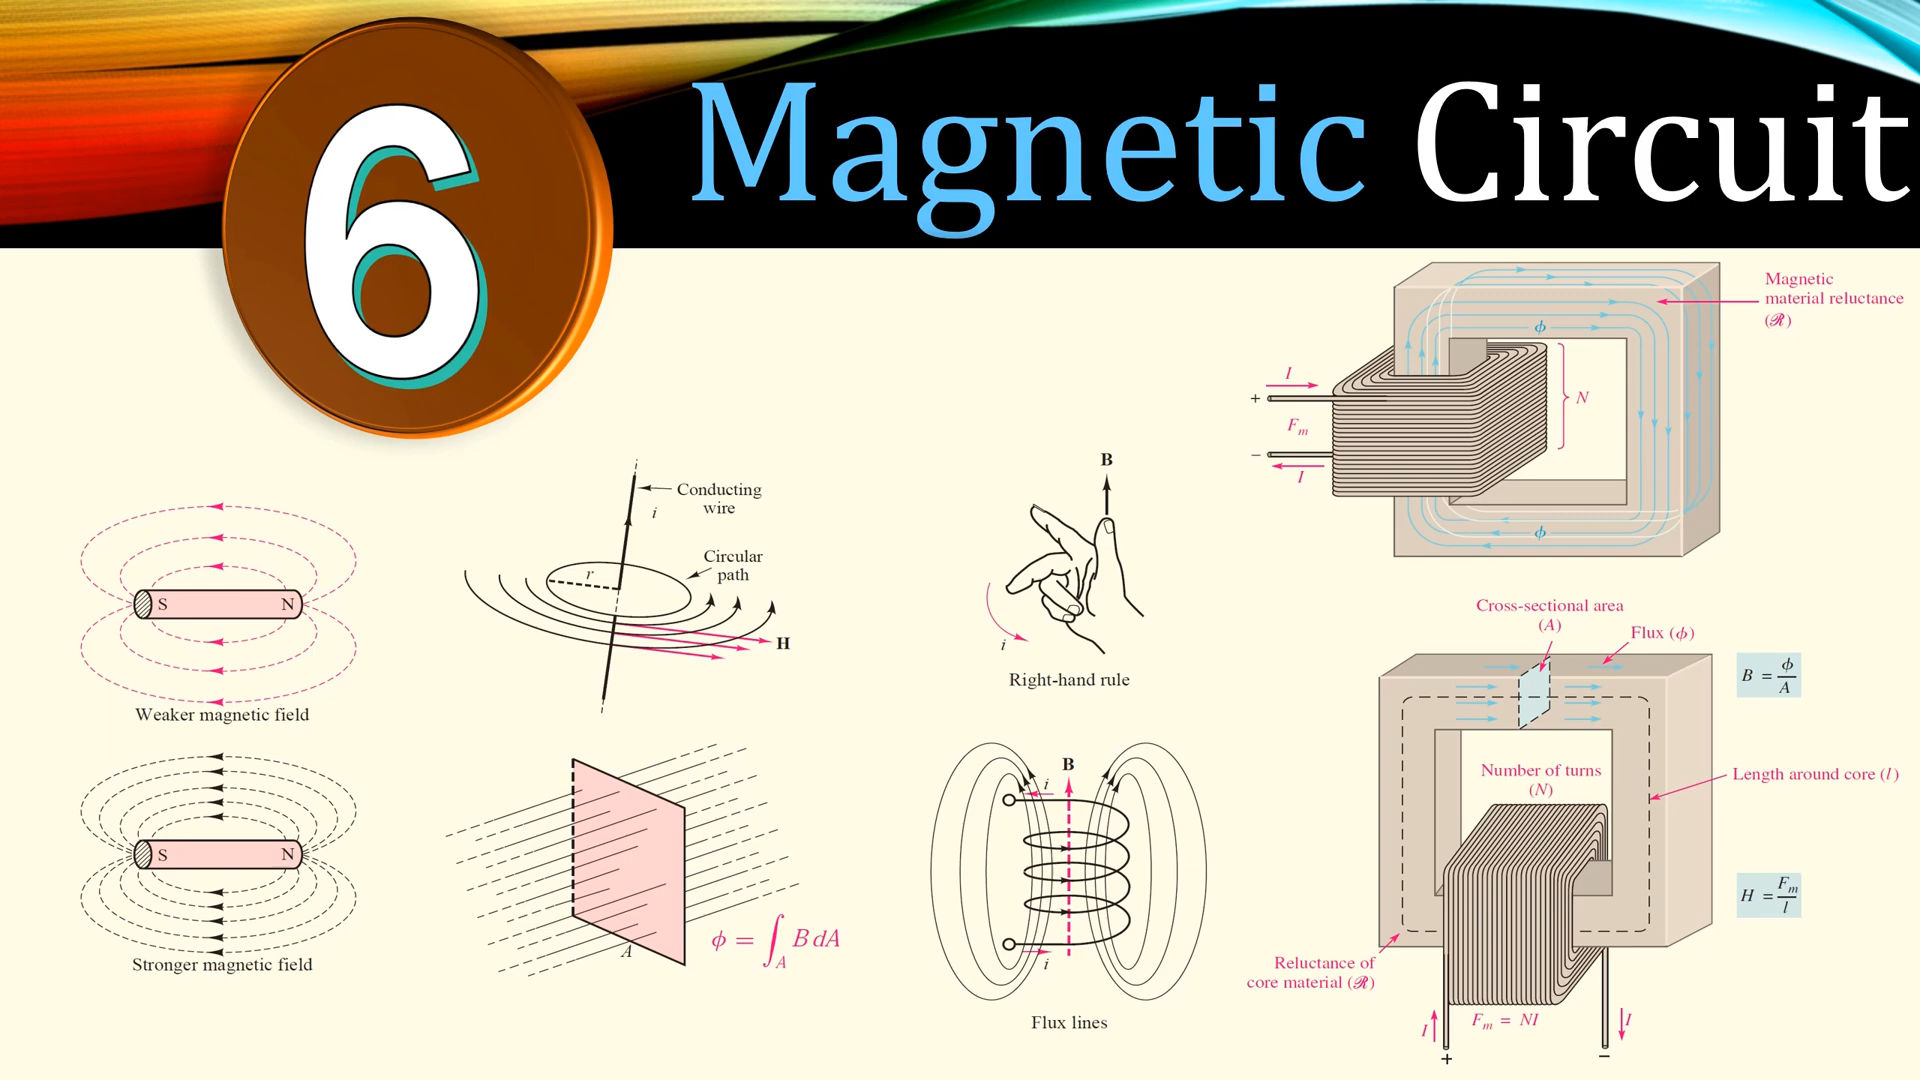 6
Magnetic Circuit
S N
Weaker magnetic field
S N
Stronger magnetic field
i
Conducting
wire
i
Circular
path
r
H
A
ϕ = ∫_A B dA
B
i
Right-hand rule
B
i
i
Flux lines
Magnetic
material reluctance
(ℛ)
ϕ
I
+
N
F_m
−
I
ϕ
Cross-sectional area
(A)
Flux (ϕ)
B = ϕ/A
Number of turns
(N)
Length around core (l)
H = F_m/l
Reluctance of
core material (ℛ)
I
F_m = NI
I
+ −